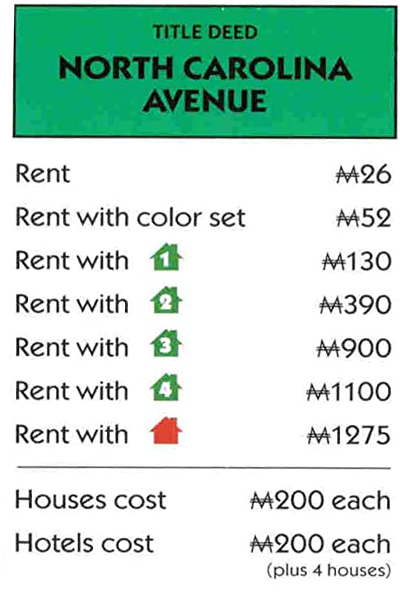 TITLE DEED
NORTH CAROLINA
AVENUE
Rent ₩26
Rent with color set ₩52
Rent with 1 ₩130
Rent with 2 ₩390
Rent with 3 ₩900
Rent with 4 ₩1100
Rent with ₩1275
Houses cost ₩200 each
Hotels cost ₩200 each
(plus 4 houses)